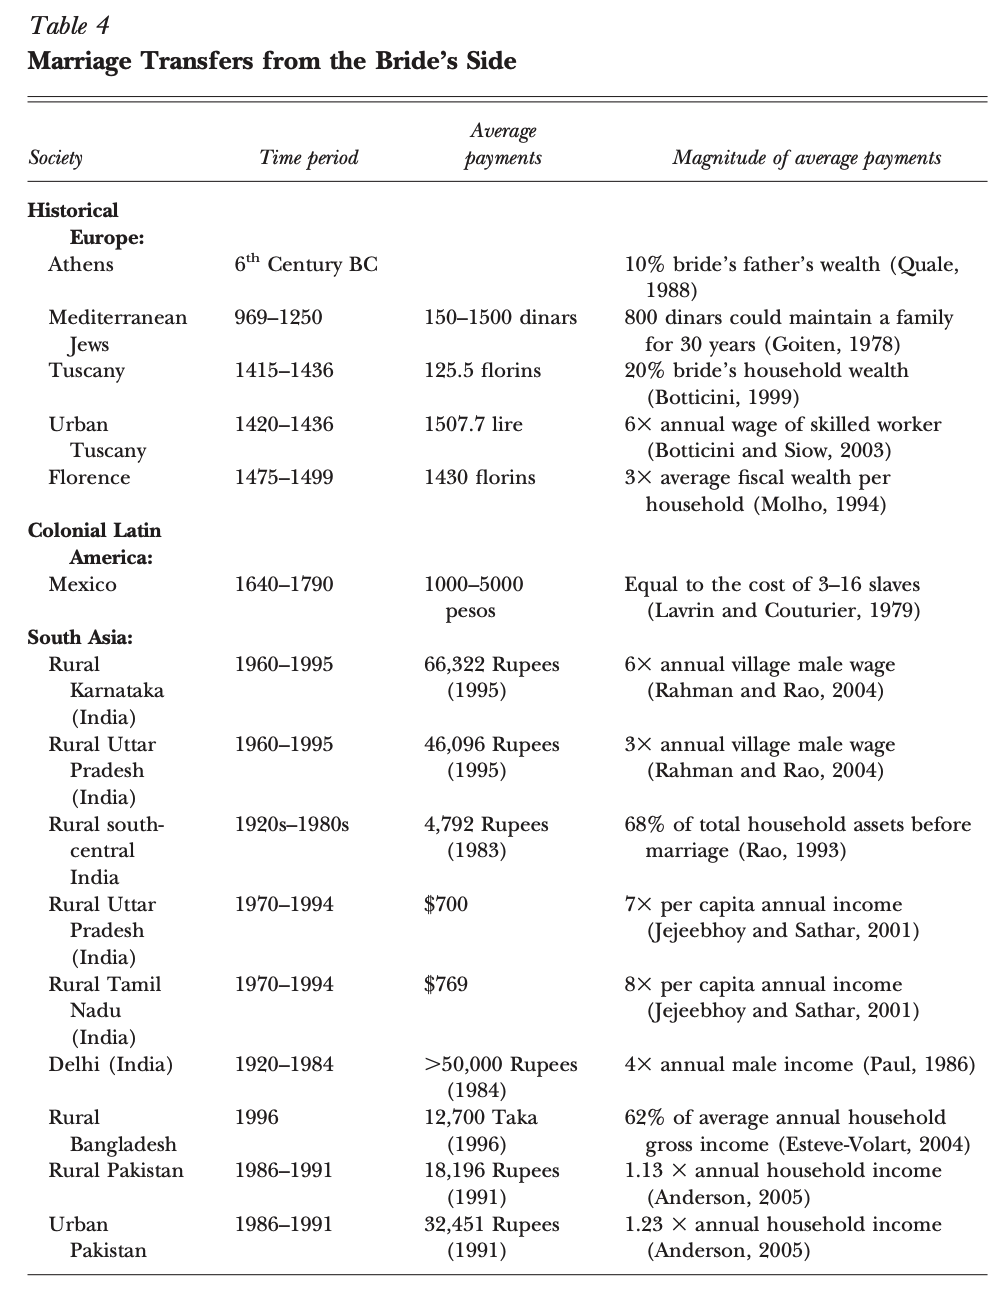 Table 4
Marriage Transfers from the Bride's Side
Average
Society Time period payments Magnitude of average payments
Historical
Europe:
Athens 6th Century BC 10% bride's father's wealth (Quale,
1988)
Mediterranean 969–1250 150–1500 dinars 800 dinars could maintain a family
Jews for 30 years (Goiten, 1978)
Tuscany 1415–1436 125.5 florins 20% bride's household wealth
(Botticini, 1999)
Urban 1420–1436 1507.7 lire 6× annual wage of skilled worker
Tuscany (Botticini and Siow, 2003)
Florence 1475–1499 1430 florins 3× average fiscal wealth per
household (Molho, 1994)
Colonial Latin
America:
Mexico 1640–1790 1000–5000 Equal to the cost of 3–16 slaves
pesos (Lavrin and Couturier, 1979)
South Asia:
Rural 1960–1995 66,322 Rupees 6× annual village male wage
Karnataka (1995) (Rahman and Rao, 2004)
(India)
Rural Uttar 1960–1995 46,096 Rupees 3× annual village male wage
Pradesh (1995) (Rahman and Rao, 2004)
(India)
Rural south- 1920s–1980s 4,792 Rupees 68% of total household assets before
central (1983) marriage (Rao, 1993)
India
Rural Uttar 1970–1994 $700 7× per capita annual income
Pradesh (Jejeebhoy and Sathar, 2001)
(India)
Rural Tamil 1970–1994 $769 8× per capita annual income
Nadu (Jejeebhoy and Sathar, 2001)
(India)
Delhi (India) 1920–1984 >50,000 Rupees 4× annual male income (Paul, 1986)
(1984)
Rural 1996 12,700 Taka 62% of average annual household
Bangladesh (1996) gross income (Esteve-Volart, 2004)
Rural Pakistan 1986–1991 18,196 Rupees 1.13 × annual household income
(1991) (Anderson, 2005)
Urban 1986–1991 32,451 Rupees 1.23 × annual household income
Pakistan (1991) (Anderson, 2005)